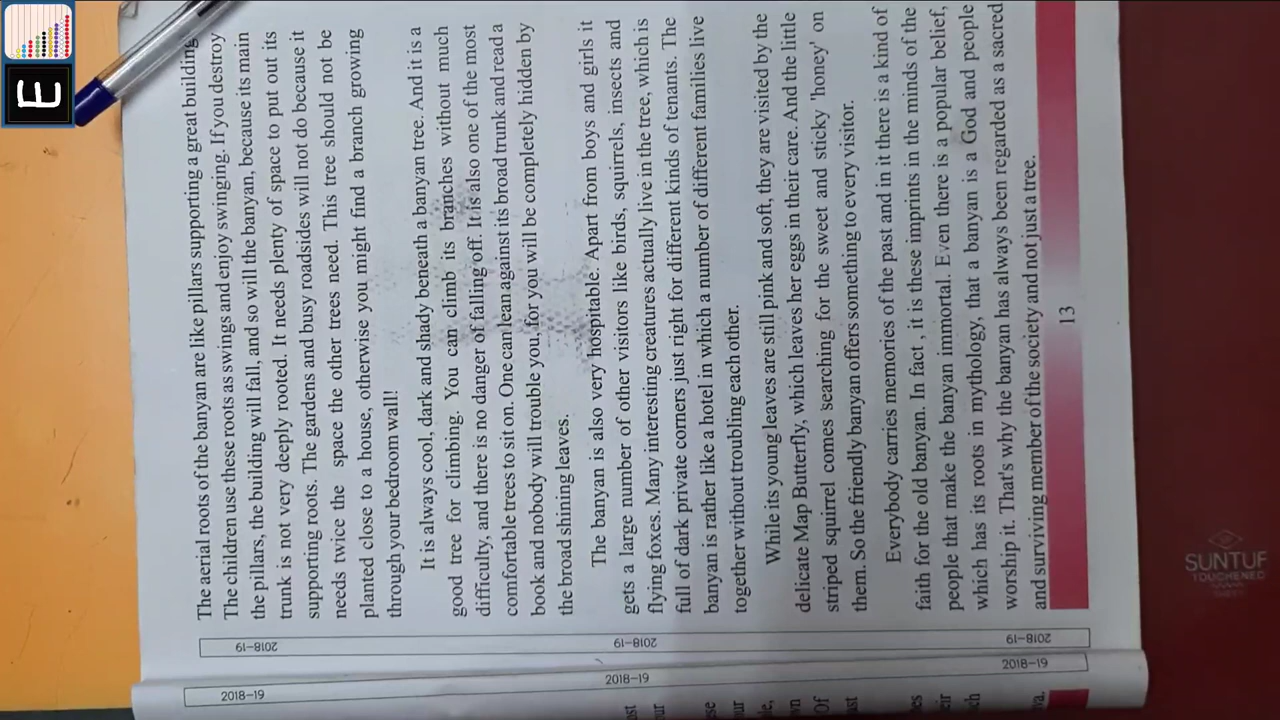 The aerial roots of the banyan are like pillars supporting a great building
The children use these roots as swings and enjoy swinging. If you destroy
the pillars, the building will fall, and so will the banyan, because its main
trunk is not very deeply rooted. It needs plenty of space to put out its
supporting roots. The gardens and busy roadsides will not do because it
needs twice the space the other trees need. This tree should not be
planted close to a house, otherwise you might find a branch growing
through your bedroom wall!
It is always cool, dark and shady beneath a banyan tree. And it is a
good tree for climbing. You can climb its branches without much
difficulty, and there is no danger of falling off. It is also one of the most
comfortable trees to sit on. One can lean against its broad trunk and read a
book and nobody will trouble you, for you will be completely hidden by
the broad shining leaves.
The banyan is also very hospitable. Apart from boys and girls it
gets a large number of other visitors like birds, squirrels, insects and
flying foxes. Many interesting creatures actually live in the tree, which is
full of dark private corners just right for different kinds of tenants. The
banyan is rather like a hotel in which a number of different families live
together without troubling each other.
While its young leaves are still pink and soft, they are visited by the
delicate Map Butterfly, which leaves her eggs in their care. And the little
striped squirrel comes searching for the sweet and sticky 'honey' on
them. So the friendly banyan offers something to every visitor.
Everybody carries memories of the past and in it there is a kind of
faith for the old banyan. In fact , it is these imprints in the minds of the
people that make the banyan immortal. Even there is a popular belief,
which has its roots in mythology, that a banyan is a God and people
worship it. That's why the banyan has always been regarded as a sacred
and surviving member of the society and not just a tree.
13
2018-19
2018-19
2018-19
2018-19
2018-19
2018-19
E
SUNTUF
TOUCHENED